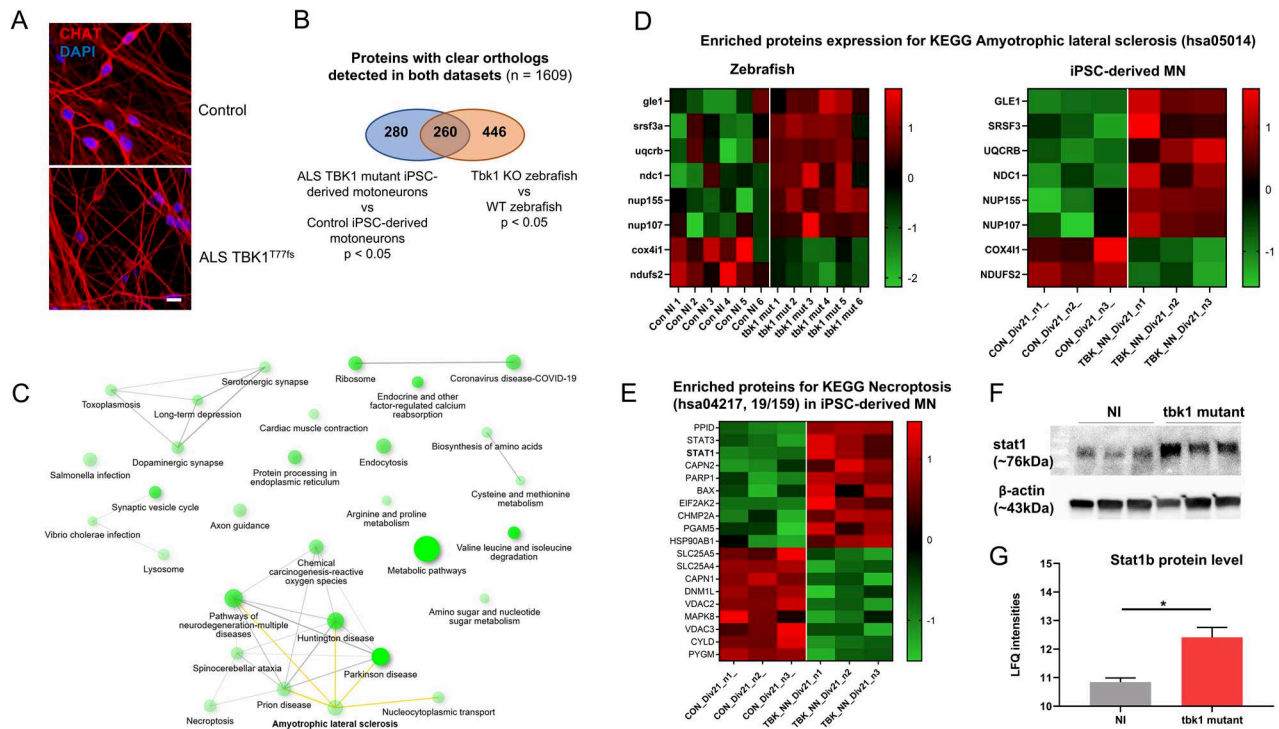 A
CHAT
DAPI
Control
ALS TBK1T77fs
B
Proteins with clear orthologs
detected in both datasets (n = 1609)
280
260
446
ALS TBK1 mutant iPSC-
derived motoneurons
vs
Control iPSC-derived
motoneurons
p < 0.05
Tbk1 KO zebrafish
vs
WT zebrafish
p < 0.05
C
Serotonergic synapse
Toxoplasmosis
Long-term depression
Dopaminergic synapse
Salmonella infection
Ribosome
Coronavirus disease-COVID-19
Endocrine and other
factor-regulated calcium
reabsorption
Cardiac muscle contraction
Biosynthesis of amino acids
Endocytosis
Protein processing in
endoplasmic reticulum
Cysteine and methionine
metabolism
Synaptic vesicle cycle
Arginine and proline
metabolism
Axon guidance
Vibrio cholerae infection
Lysosome
Valine leucine and isoleucine
degradation
Metabolic pathways
Chemical
carcinogenesis-reactive
oxygen species
Amino sugar and nucleotide
sugar metabolism
Pathways of
neurodegeneration-multiple
diseases
Huntington disease
Spinocerebellar ataxia
Parkinson disease
Prion disease
Necroptosis
Nucleocytoplasmic transport
Amyotrophic lateral sclerosis
D
Enriched proteins expression for KEGG Amyotrophic lateral sclerosis (hsa05014)
Zebrafish
gle1
srsf3a
uqcrb
ndc1
nup155
nup107
cox4i1
ndufs2
Con NI 1
Con NI 2
Con NI 3
Con NI 4
Con NI 5
Con NI 6
tbk1 mut 1
tbk1 mut 2
tbk1 mut 3
tbk1 mut 4
tbk1 mut 5
tbk1 mut 6
1
0
-1
-2
iPSC-derived MN
GLE1
SRSF3
UQCRB
NDC1
NUP155
NUP107
COX4I1
NDUFS2
CON_Div21_n1_
CON_Div21_n2_
CON_Div21_n3_
TBK_NN_Div21_n1
TBK_NN_Div21_n2
TBK_NN_Div21_n3
1
0
-1
E
Enriched proteins for KEGG Necroptosis
(hsa04217, 19/159) in iPSC-derived MN
PPID
STAT3
STAT1
CAPN2
PARP1
BAX
EIF2AK2
CHMP2A
PGAM5
HSP90AB1
SLC25A5
SLC25A4
CAPN1
DNM1L
VDAC2
MAPK8
VDAC3
CYLD
PYGM
CON_Div21_n1_
CON_Div21_n2_
CON_Div21_n3_
TBK_NN_Div21_n1
TBK_NN_Div21_n2
TBK_NN_Div21_n3
1
0
-1
F
NI
tbk1 mutant
stat1
(~76kDa)
β-actin
(~43kDa)
G
Stat1b protein level
LFQ intensities
15
14
13
12
11
10
*
NI
tbk1 mutant